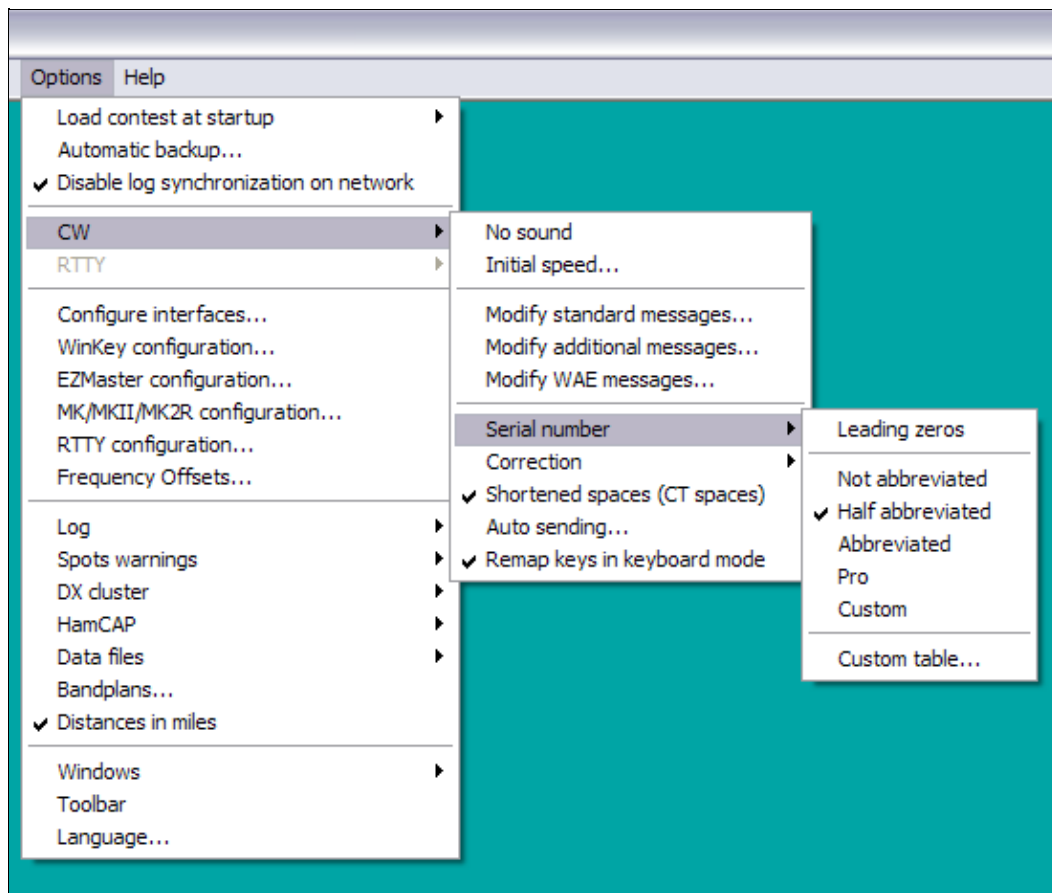 Options Help
Load contest at startup
Automatic backup...
Disable log synchronization on network
CW
RTTY
Configure interfaces...
WinKey configuration...
EZMaster configuration...
MK/MKII/MK2R configuration...
RTTY configuration...
Frequency Offsets...
Log
Spots warnings
DX cluster
HamCAP
Data files
Bandplans...
Distances in miles
Windows
Toolbar
Language...
No sound
Initial speed...
Modify standard messages...
Modify additional messages...
Modify WAE messages...
Serial number
Correction
Shortened spaces (CT spaces)
Auto sending...
Remap keys in keyboard mode
Leading zeros
Not abbreviated
Half abbreviated
Abbreviated
Pro
Custom
Custom table...